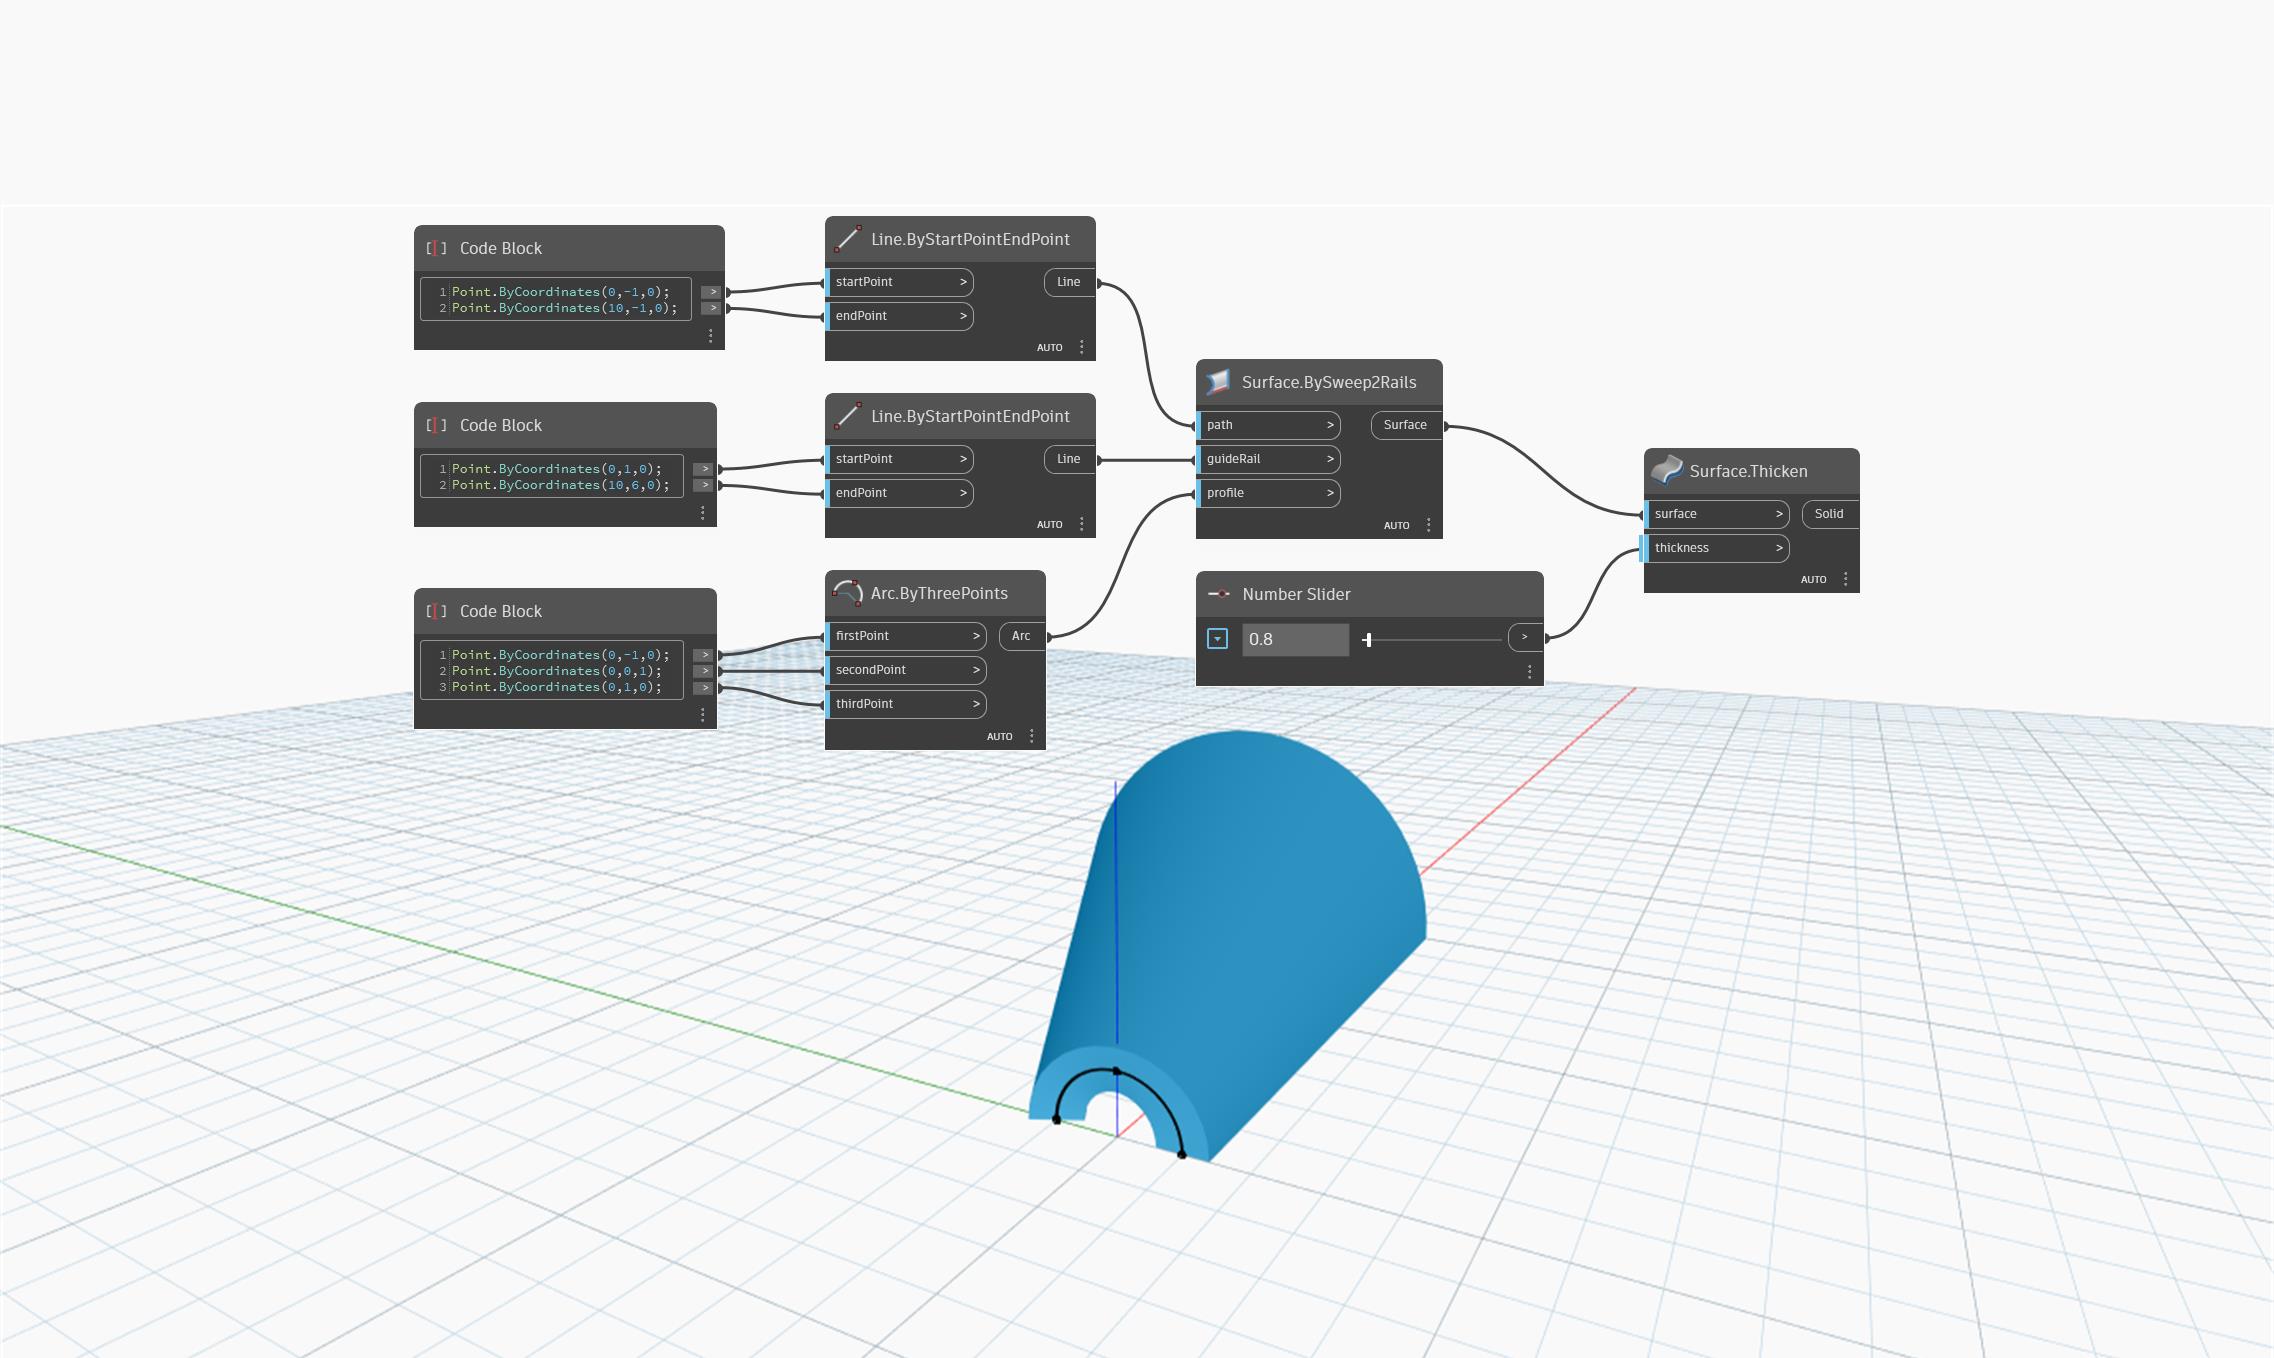 Code Block
1 Point.ByCoordinates(0,-1,0); >
2 Point.ByCoordinates(10,-1,0); >
Line.ByStartPointEndPoint
startPoint > Line
endPoint >
AUTO
Code Block
1 Point.ByCoordinates(0,1,0); >
2 Point.ByCoordinates(10,6,0); >
Line.ByStartPointEndPoint
startPoint > Line
endPoint >
AUTO
Code Block
1 Point.ByCoordinates(0,-1,0); >
2 Point.ByCoordinates(0,0,1); >
3 Point.ByCoordinates(0,1,0); >
Arc.ByThreePoints
firstPoint > Arc
secondPoint >
thirdPoint >
AUTO
Surface.BySweep2Rails
path > Surface
guideRail >
profile >
AUTO
Number Slider
0.8 >
Surface.Thicken
surface > Solid
thickness >
AUTO